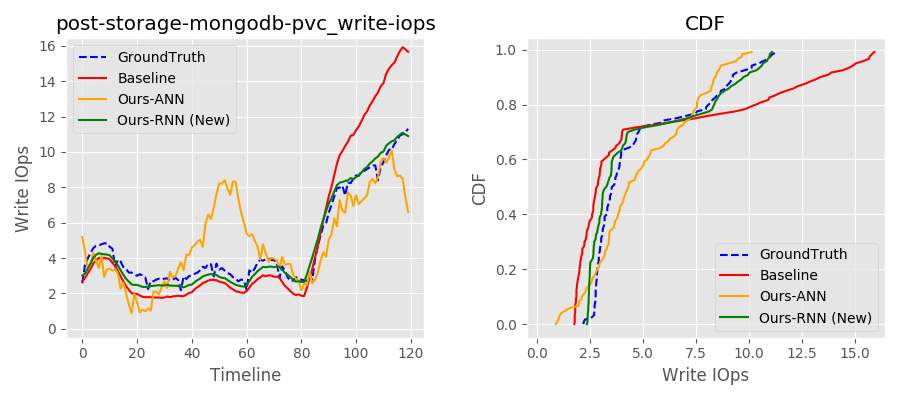 post-storage-mongodb-pvc_write-iops
GroundTruth
Baseline
Ours-ANN
Ours-RNN (New)
Write IOps
16
14
12
10
8
6
4
2
0
0 20 40 60 80 100 120
Timeline
CDF
CDF
1.0
0.8
0.6
0.4
0.2
0.0
GroundTruth
Baseline
Ours-ANN
Ours-RNN (New)
0.0 2.5 5.0 7.5 10.0 12.5 15.0
Write IOps